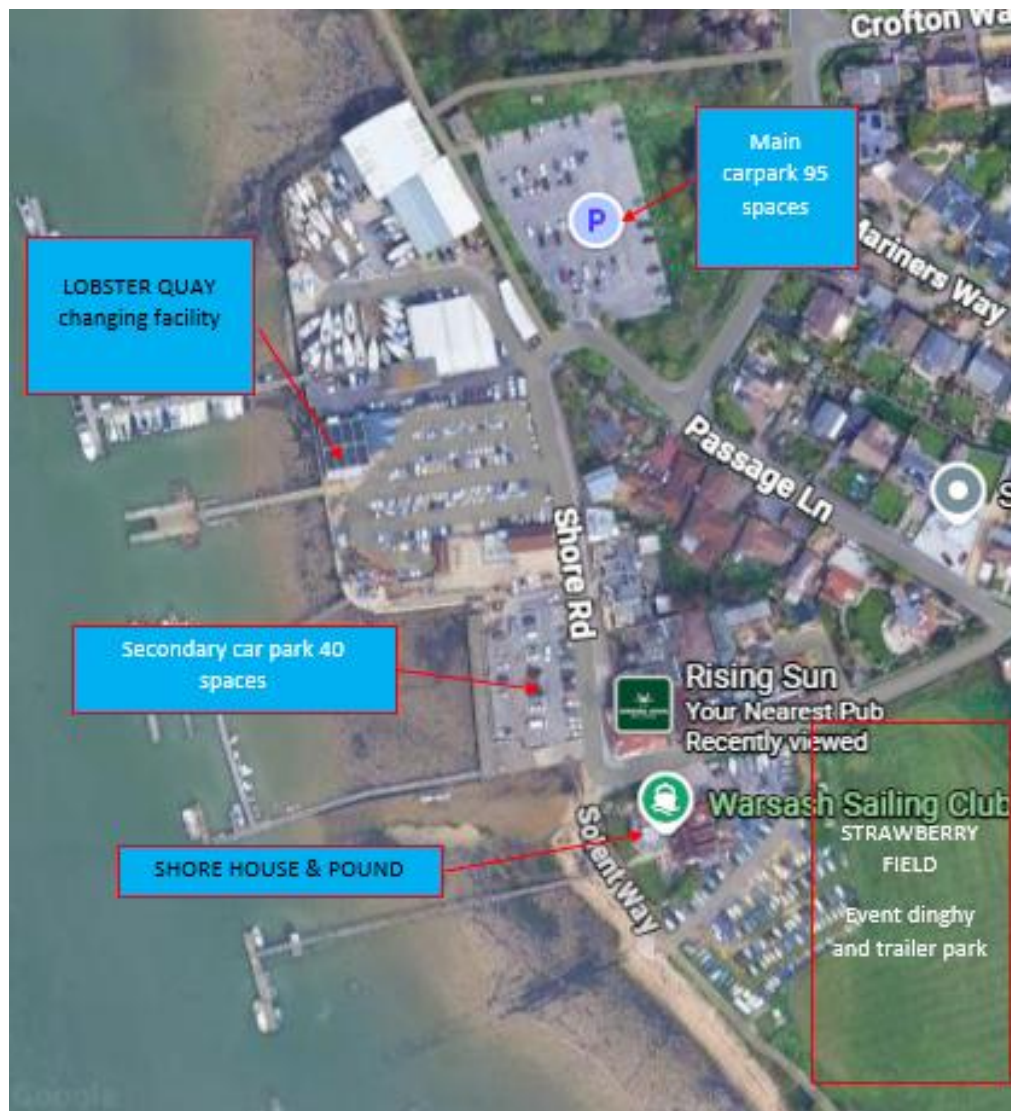 Crofton Wa
Main
carpark 95
spaces
P
Mariners Way
LOBSTER QUAY
changing facility
Passage Ln
S
Shore Rd
Secondary car park 40
spaces
Rising Sun
Your Nearest Pub
Recently viewed
Warsash Sailing Club
STRAWBERRY
FIELD
Event dinghy
and trailer park
SHORE HOUSE & POUND
Solent Way
Google